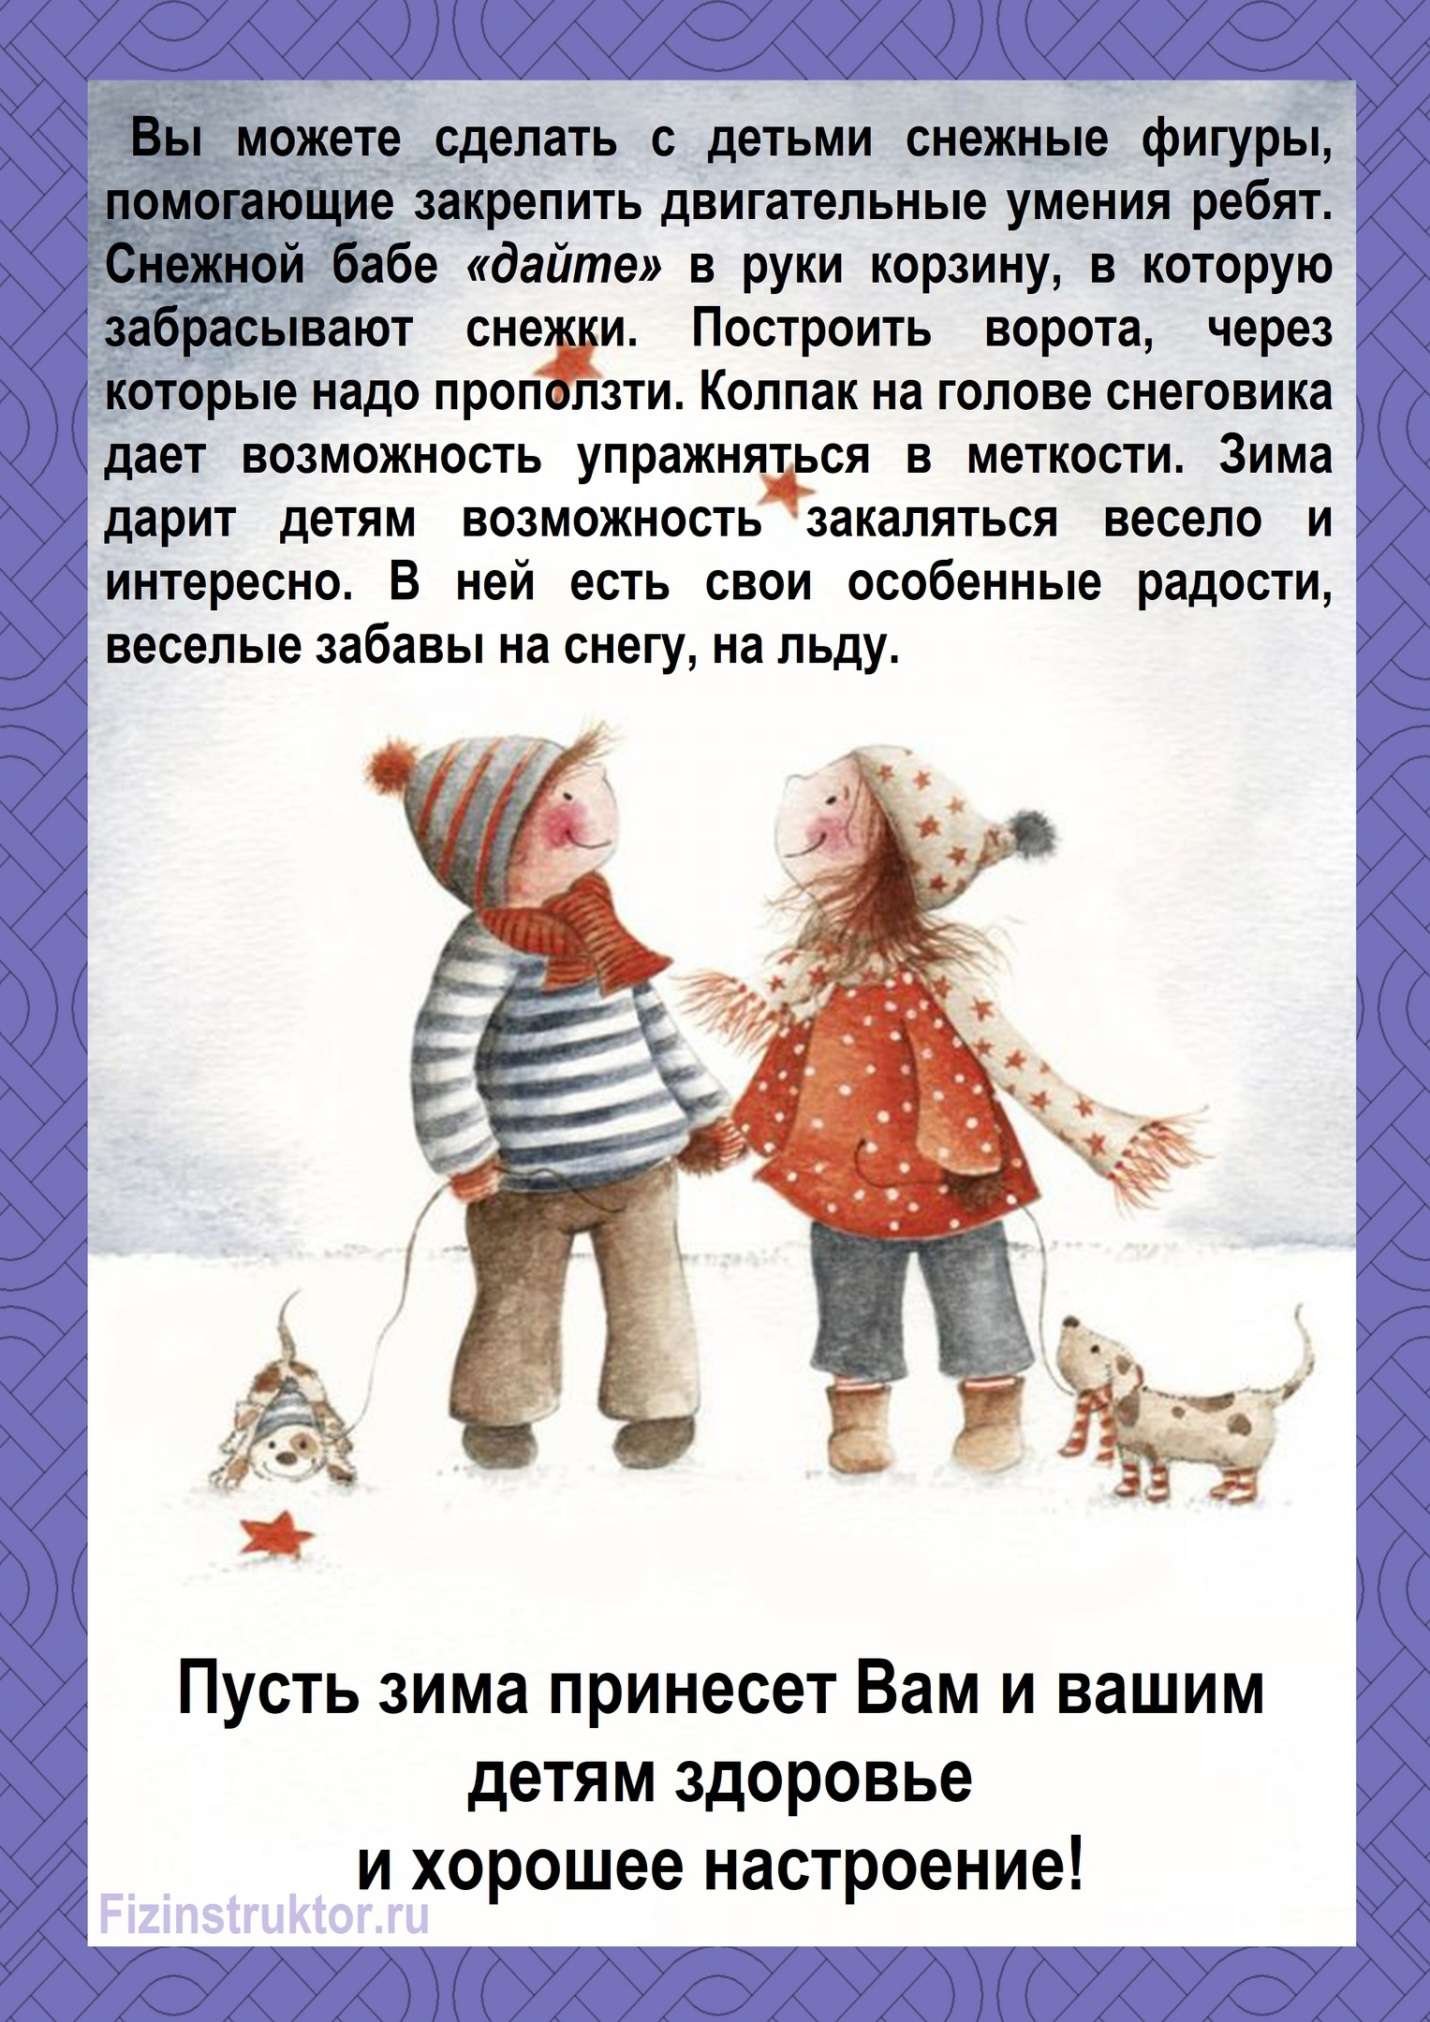 Вы можете сделать с детьми снежные фигуры,
помогающие закрепить двигательные умения ребят.
Снежной бабе «дайте» в руки корзину, в которую
забрасывают снежки. Построить ворота, через
которые надо проползти. Колпак на голове снеговика
дает возможность упражняться в меткости. Зима
дарит детям возможность закаляться весело и
интересно. В ней есть свои особенные радости,
веселые забавы на снегу, на льду.
Пусть зима принесет Вам и вашим
детям здоровье
и хорошее настроение!
Fizinstruktor.ru